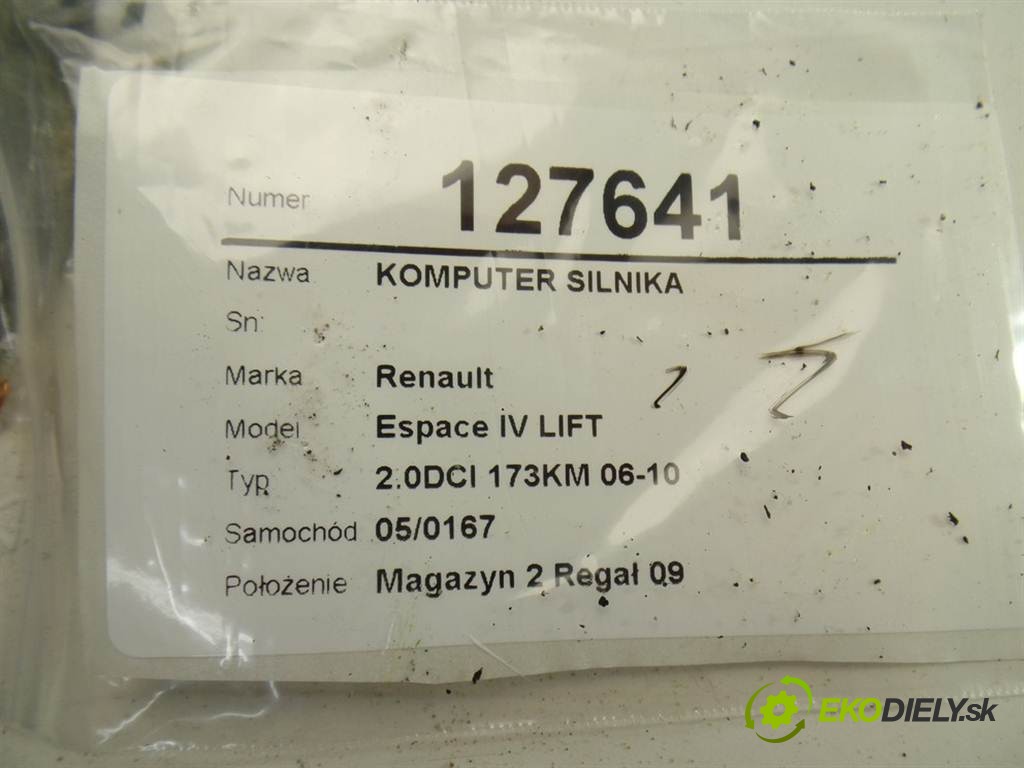 Numer 127641
Nazwa KOMPUTER SILNIKA
Sn:
Marka Renault
Model Espace IV LIFT
Typ 2.0DCI 173KM 06-10
Samochód 05/0167
Położenie Magazyn 2 Regał 09
EKODIELY.sk